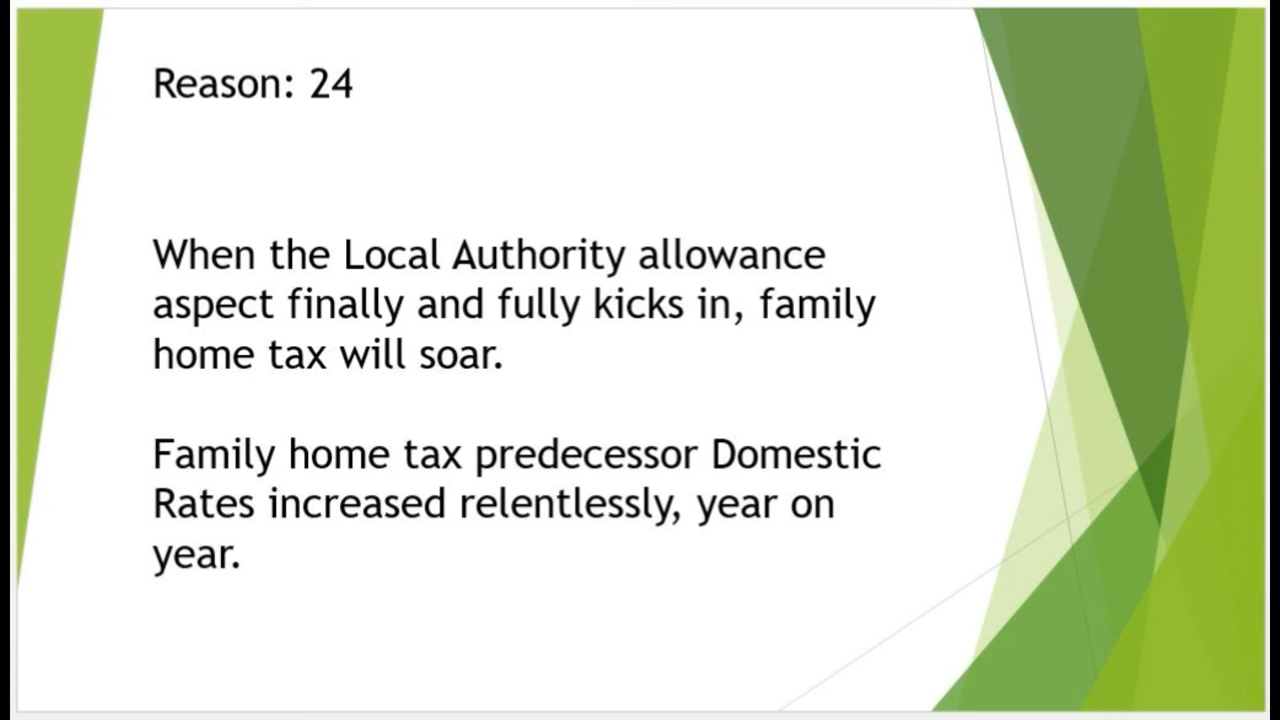 Reason: 24
When the Local Authority allowance
aspect finally and fully kicks in, family
home tax will soar.
Family home tax predecessor Domestic
Rates increased relentlessly, year on
year.